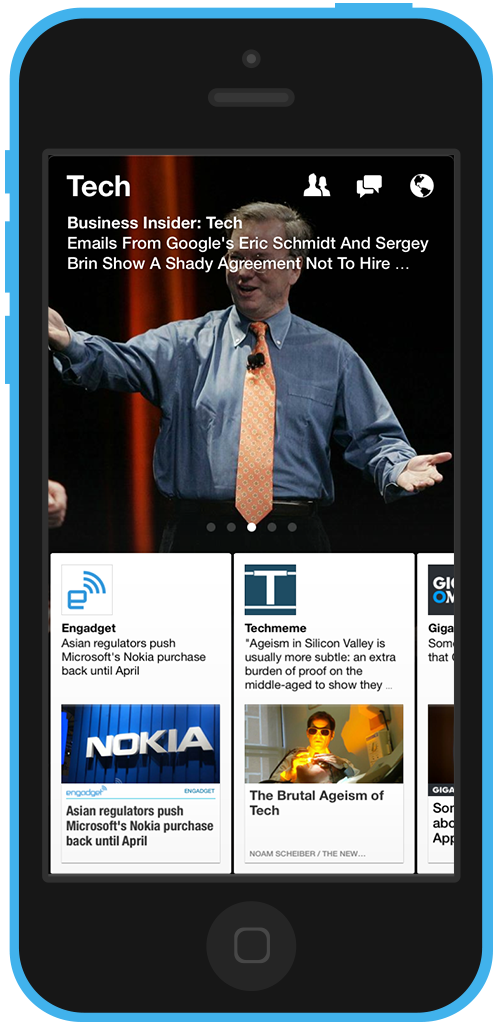 Tech
Business Insider: Tech
Emails From Google's Eric Schmidt And Sergey
Brin Show A Shady Agreement Not To Hire ...
Engadget
Asian regulators push
Microsoft's Nokia purchase
back until April
NOKIA
engadget
ENGADGET
Asian regulators push
Microsoft's Nokia purchase
back until April
T
Techmeme
"Ageism in Silicon Valley is
usually more subtle: an extra
burden of proof on the
middle-aged to show they ...
The Brutal Ageism of
Tech
NOAM SCHEIBER / THE NEW...
GIG
OM
Giga
Som
that
GIGA
Som
abo
App